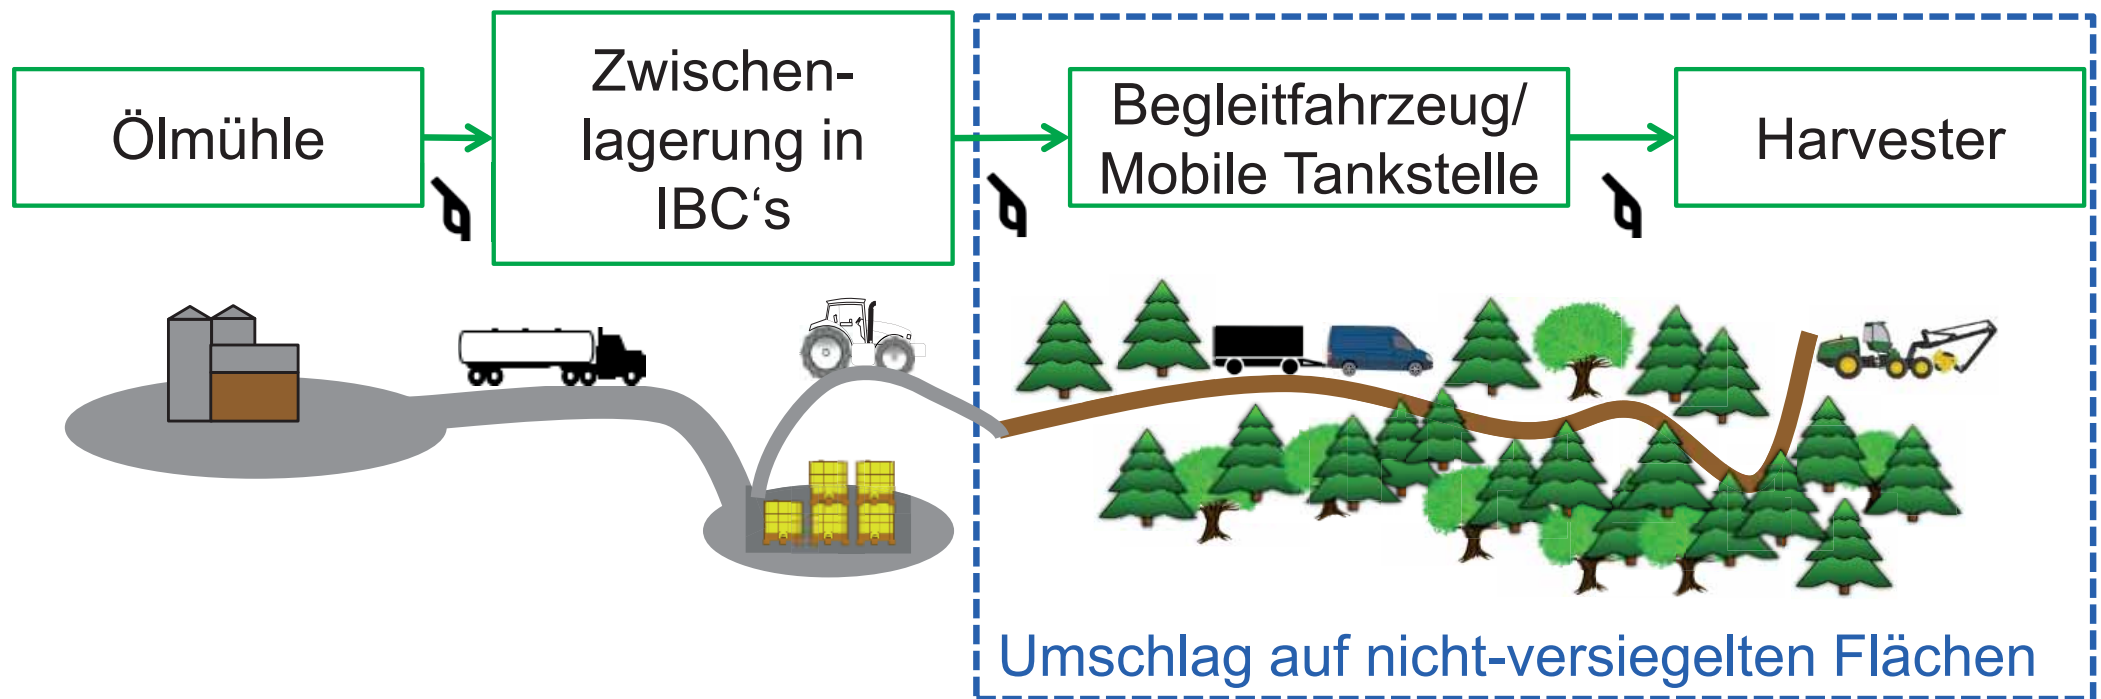 Ölmühle
Zwischen-
lagerung in
IBC‘s
Begleitfahrzeug/
Mobile Tankstelle
Harvester
Umschlag auf nicht-versiegelten Flächen